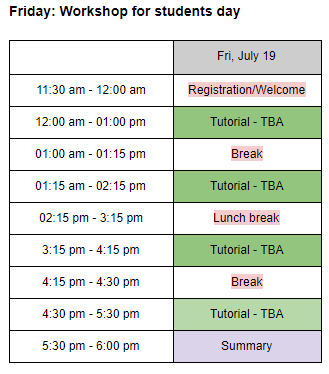 Friday: Workshop for students day
Fri, July 19
11:30 am - 12:00 am Registration/Welcome
12:00 am - 01:00 pm Tutorial - TBA
01:00 am - 01:15 pm Break
01:15 am - 02:15 pm Tutorial - TBA
02:15 pm - 3:15 pm Lunch break
3:15 pm - 4:15 pm Tutorial - TBA
4:15 pm - 4:30 pm Break
4:30 pm - 5:30 pm Tutorial - TBA
5:30 pm - 6:00 pm Summary